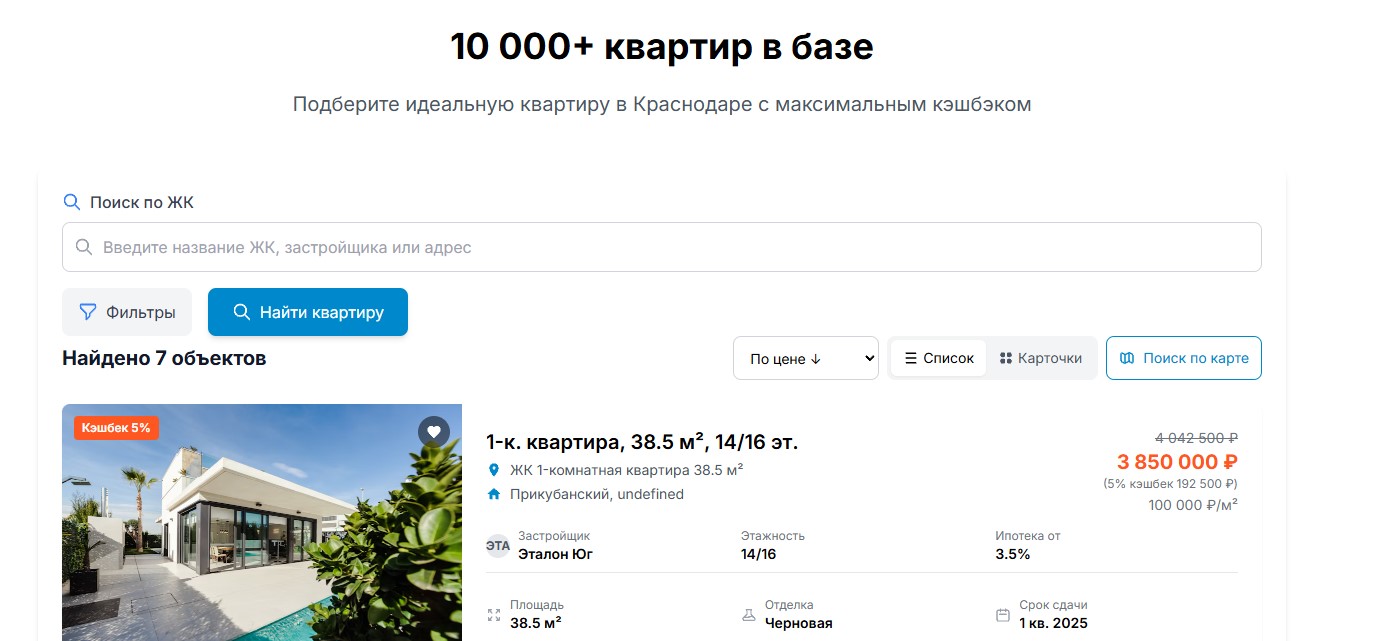 10 000+ квартир в базе
Подберите идеальную квартиру в Краснодаре с максимальным кэшбэком
Поиск по ЖК
Введите название ЖК, застройщика или адрес
Фильтры
Найти квартиру
Найдено 7 объектов
По цене ↓
Список
Карточки
Поиск по карте
Кэшбек 5%
1-к. квартира, 38.5 м², 14/16 эт.
ЖК 1-комнатная квартира 38.5 м²
Прикубанский, undefined
4 042 500 ₽
3 850 000 ₽
(5% кэшбек 192 500 ₽)
100 000 ₽/м²
ЭТА
Застройщик
Эталон Юг
Этажность
14/16
Ипотека от
3.5%
Площадь
38.5 м²
Отделка
Черновая
Срок сдачи
1 кв. 2025